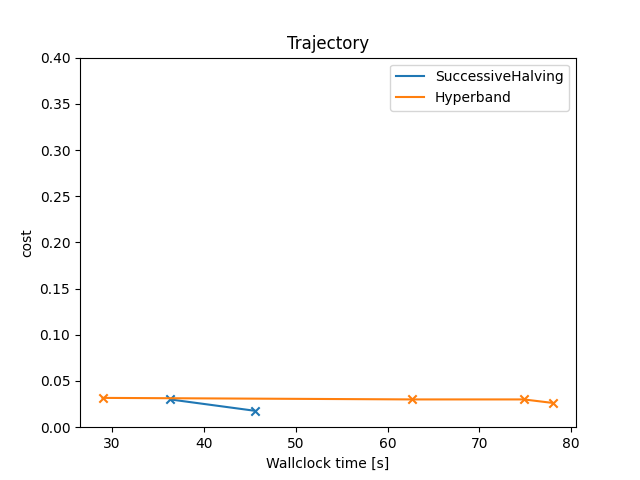 Trajectory
SuccessiveHalving
Hyperband
cost
0.40
0.35
0.30
0.25
0.20
0.15
0.10
0.05
0.00
30 40 50 60 70 80
Wallclock time [s]